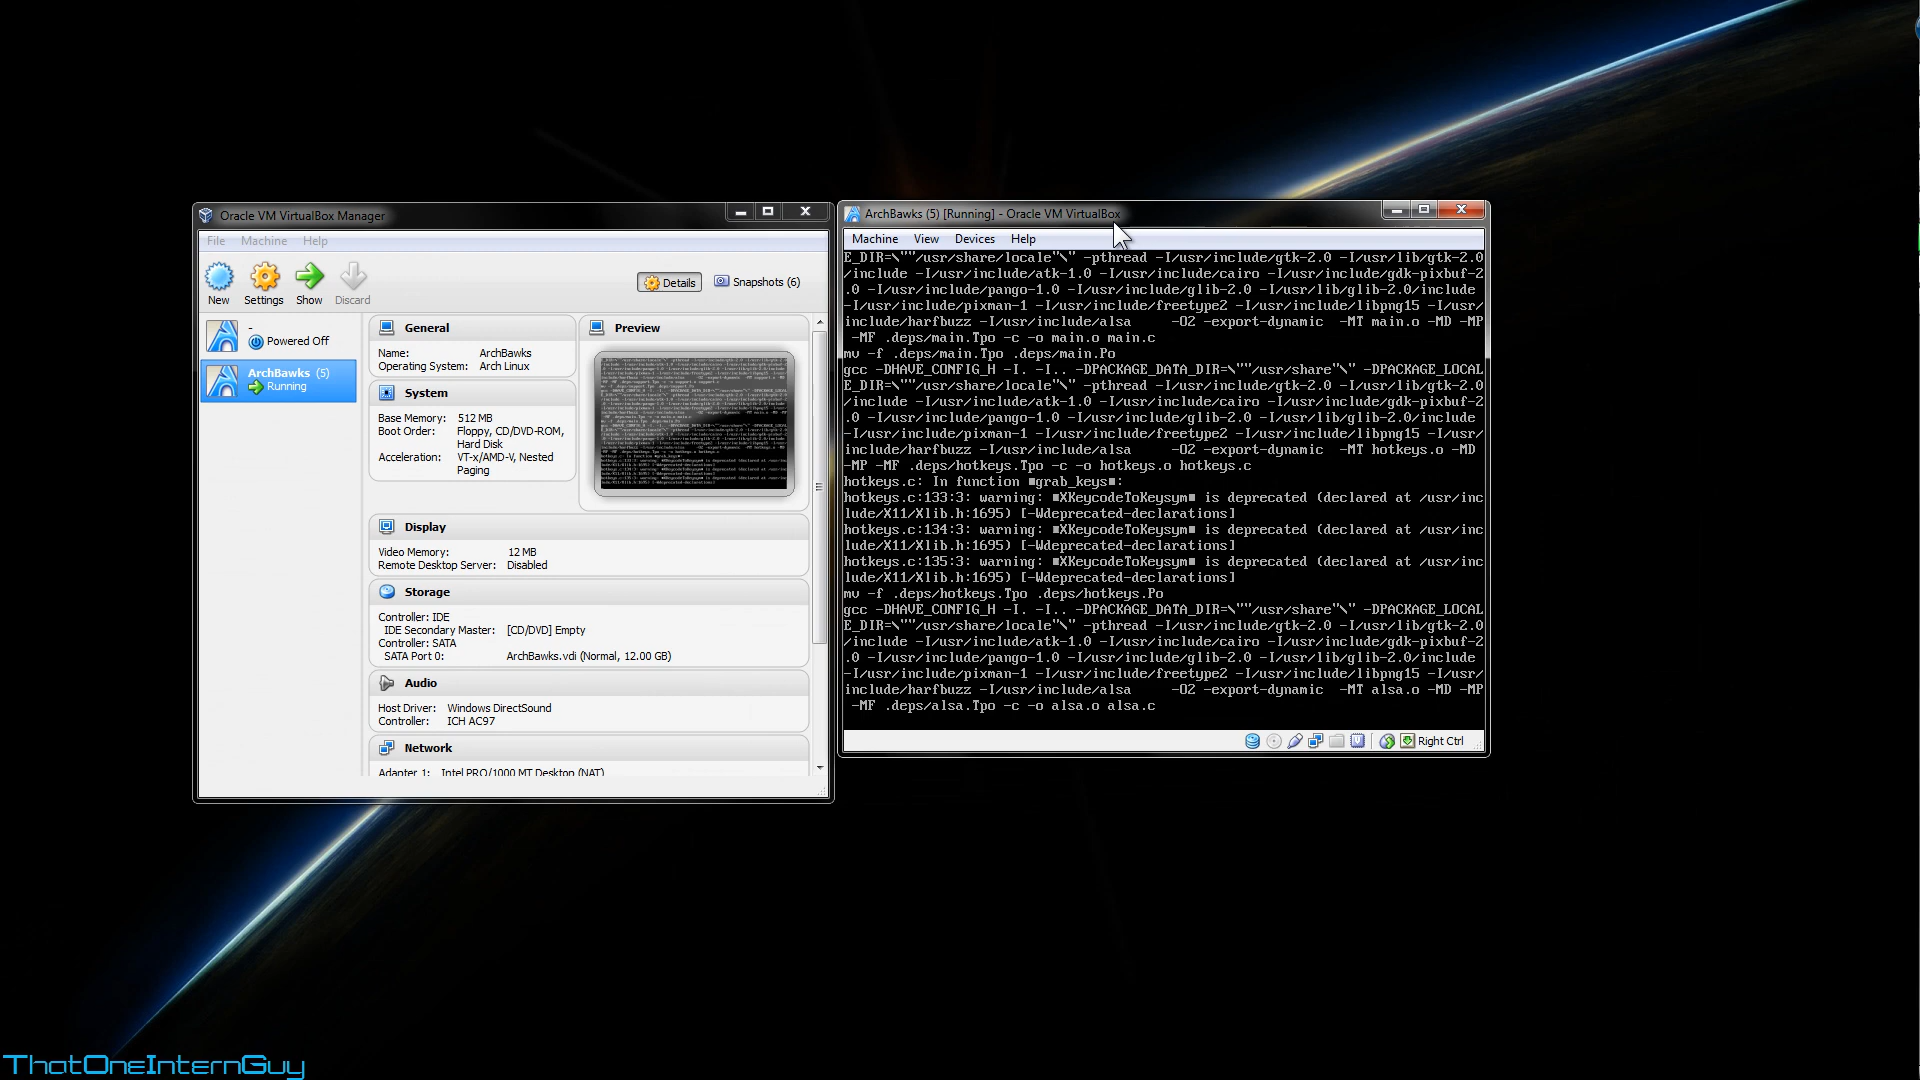 Oracle VM VirtualBox Manager
File Machine Help
New Settings Show Discard
Details Snapshots (6)
-
Powered Off
ArchBawks (5)
Running
General
Name: ArchBawks
Operating System: Arch Linux
System
Base Memory: 512 MB
Boot Order: Floppy, CD/DVD-ROM,
Hard Disk
Acceleration: VT-x/AMD-V, Nested
Paging
Preview
Display
Video Memory: 12 MB
Remote Desktop Server: Disabled
Storage
Controller: IDE
IDE Secondary Master: [CD/DVD] Empty
Controller: SATA
SATA Port 0: ArchBawks.vdi (Normal, 12.00 GB)
Audio
Host Driver: Windows DirectSound
Controller: ICH AC97
Network
Adapter 1: Intel PRO/1000 MT Desktop (NAT)
ArchBawks (5) [Running] - Oracle VM VirtualBox
Machine View Devices Help
E_DIR=\""/usr/share/locale"\" -pthread -I/usr/include/gtk-2.0 -I/usr/lib/gtk-2.0
/include -I/usr/include/atk-1.0 -I/usr/include/cairo -I/usr/include/gdk-pixbuf-2
.0 -I/usr/include/pango-1.0 -I/usr/include/glib-2.0 -I/usr/lib/glib-2.0/include
-I/usr/include/pixman-1 -I/usr/include/freetype2 -I/usr/include/libpng15 -I/usr/
include/harfbuzz -I/usr/include/alsa     -O2 -export-dynamic  -MT main.o -MD -MP
-MF .deps/main.Tpo -c -o main.o main.c
mv -f .deps/main.Tpo .deps/main.Po
gcc -DHAVE_CONFIG_H -I. -I.. -DPACKAGE_DATA_DIR=\""/usr/share"\" -DPACKAGE_LOCAL
E_DIR=\""/usr/share/locale"\" -pthread -I/usr/include/gtk-2.0 -I/usr/lib/gtk-2.0
/include -I/usr/include/atk-1.0 -I/usr/include/cairo -I/usr/include/gdk-pixbuf-2
.0 -I/usr/include/pango-1.0 -I/usr/include/glib-2.0 -I/usr/lib/glib-2.0/include
-I/usr/include/pixman-1 -I/usr/include/freetype2 -I/usr/include/libpng15 -I/usr/
include/harfbuzz -I/usr/include/alsa     -O2 -export-dynamic  -MT hotkeys.o -MD
-MP -MF .deps/hotkeys.Tpo -c -o hotkeys.o hotkeys.c
hotkeys.c: In function ■grab_keys■:
hotkeys.c:133:3: warning: ■XKeycodeToKeysym■ is deprecated (declared at /usr/inc
lude/X11/Xlib.h:1695) [-Wdeprecated-declarations]
hotkeys.c:134:3: warning: ■XKeycodeToKeysym■ is deprecated (declared at /usr/inc
lude/X11/Xlib.h:1695) [-Wdeprecated-declarations]
hotkeys.c:135:3: warning: ■XKeycodeToKeysym■ is deprecated (declared at /usr/inc
lude/X11/Xlib.h:1695) [-Wdeprecated-declarations]
mv -f .deps/hotkeys.Tpo .deps/hotkeys.Po
gcc -DHAVE_CONFIG_H -I. -I.. -DPACKAGE_DATA_DIR=\""/usr/share"\" -DPACKAGE_LOCAL
E_DIR=\""/usr/share/locale"\" -pthread -I/usr/include/gtk-2.0 -I/usr/lib/gtk-2.0
/include -I/usr/include/atk-1.0 -I/usr/include/cairo -I/usr/include/gdk-pixbuf-2
.0 -I/usr/include/pango-1.0 -I/usr/include/glib-2.0 -I/usr/lib/glib-2.0/include
-I/usr/include/pixman-1 -I/usr/include/freetype2 -I/usr/include/libpng15 -I/usr/
include/harfbuzz -I/usr/include/alsa     -O2 -export-dynamic  -MT alsa.o -MD -MP
-MF .deps/alsa.Tpo -c -o alsa.o alsa.c
Right Ctrl
ThatOneInternGuy